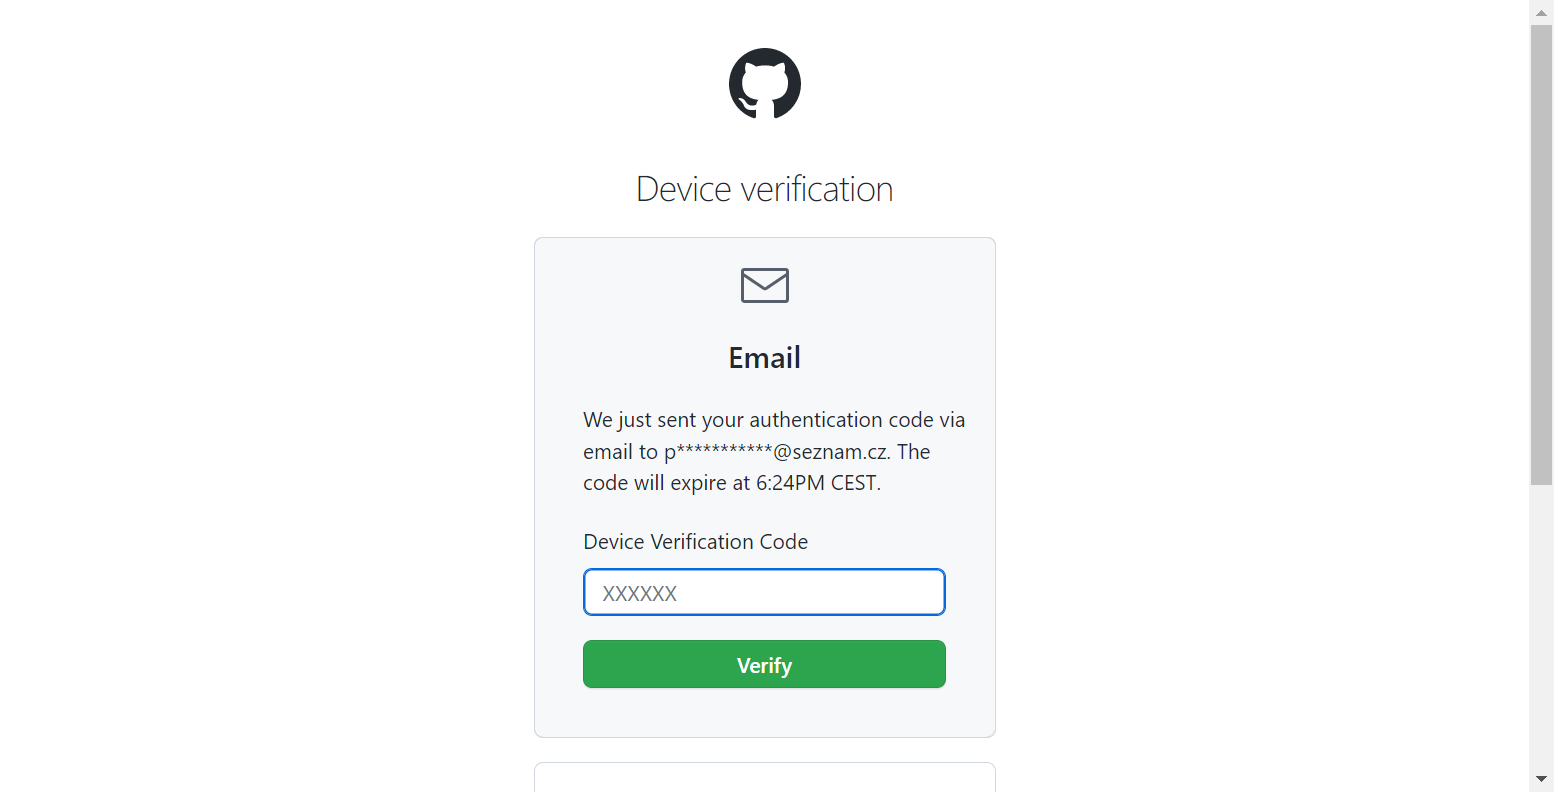 Device verification
Email
We just sent your authentication code via
email to p***********@seznam.cz. The
code will expire at 6:24PM CEST.
Device Verification Code
XXXXXX
Verify